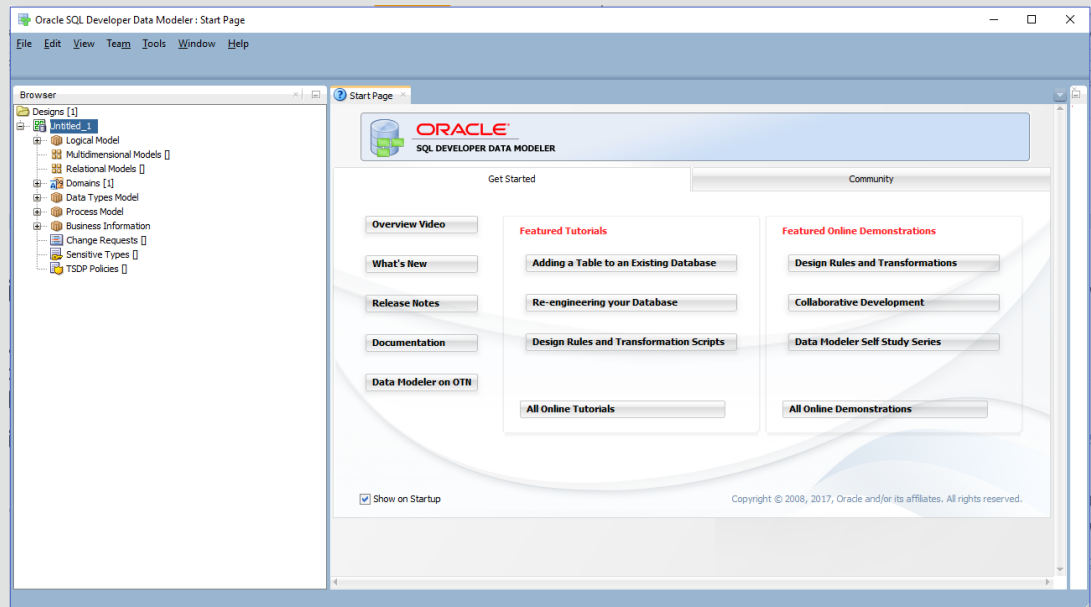 Oracle SQL Developer Data Modeler : Start Page
File Edit View Team Tools Window Help
Browser
Designs [1]
Untitled_1
Logical Model
Multidimensional Models []
Relational Models []
Domains [1]
Data Types Model
Process Model
Business Information
Change Requests []
Sensitive Types []
TSDP Policies []
Start Page
ORACLE
SQL DEVELOPER DATA MODELER
Get Started
Community
Overview Video
What's New
Release Notes
Documentation
Data Modeler on OTN
Featured Tutorials
Adding a Table to an Existing Database
Re-engineering your Database
Design Rules and Transformation Scripts
All Online Tutorials
Featured Online Demonstrations
Design Rules and Transformations
Collaborative Development
Data Modeler Self Study Series
All Online Demonstrations
Show on Startup
Copyright © 2008, 2017, Oracle and/or its affiliates. All rights reserved.